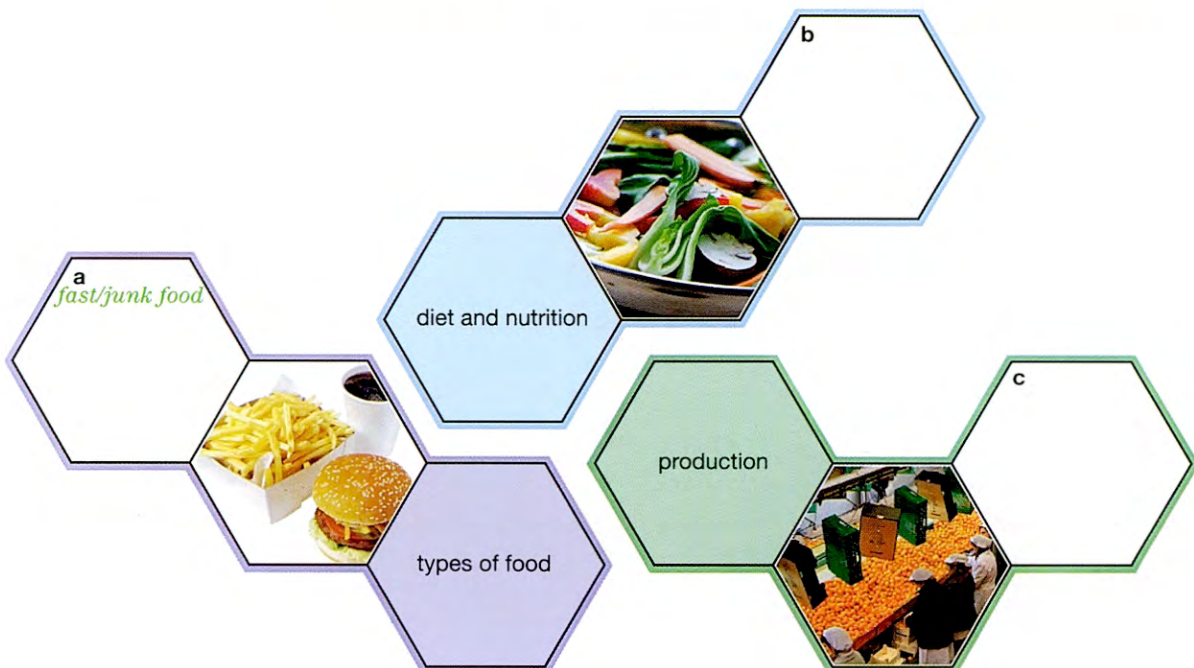 b
diet and nutrition
a
fast/junk food
c
production
types of food